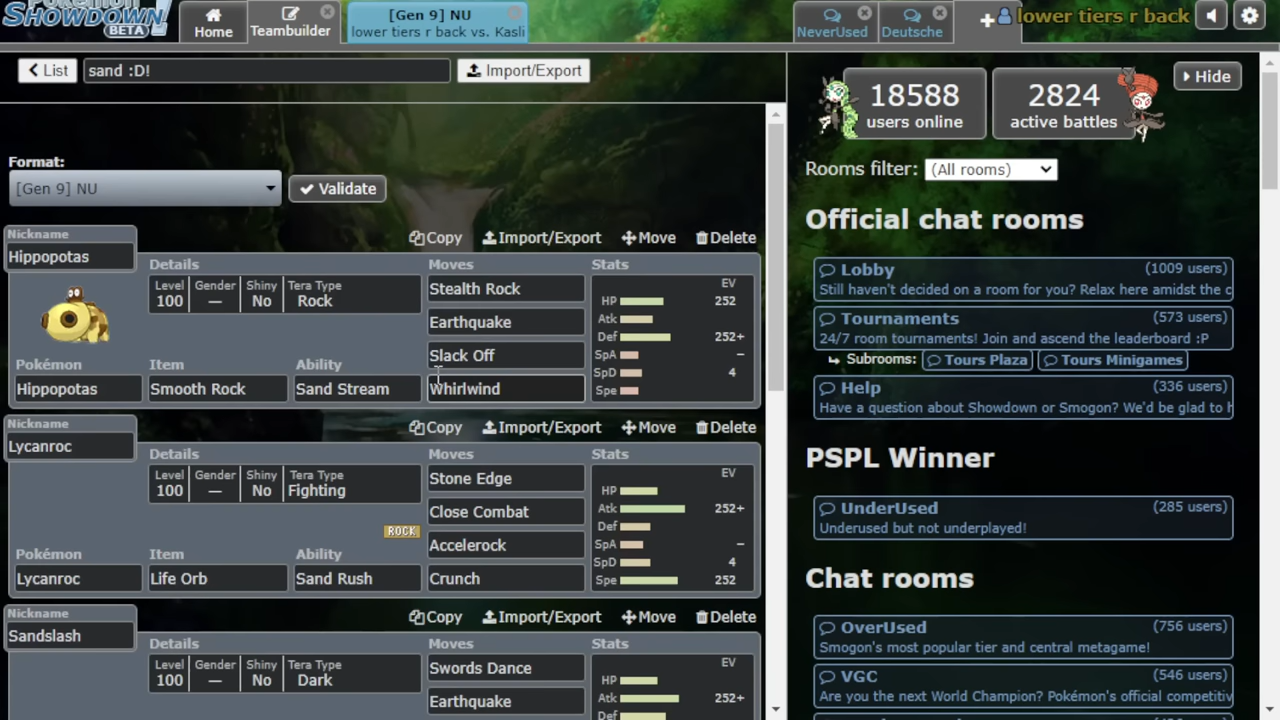 Pokémon
Showdown!
BETA
Home
Teambuilder
[Gen 9] NU
lower tiers r back vs. Kasli
NeverUsed
Deutsche
lower tiers r back
List
sand :D!
Import/Export
Format:
[Gen 9] NU
Validate
Copy Import/Export Move Delete
Nickname
Hippopotas
Details
Level Gender Shiny Tera Type
100 — No Rock
Pokémon Item Ability
Hippopotas Smooth Rock Sand Stream
Moves
Stealth Rock
Earthquake
Slack Off
Whirlwind
Stats
EV
HP 252
Atk
Def 252+
SpA –
SpD 4
Spe
Copy Import/Export Move Delete
Nickname
Lycanroc
Details
Level Gender Shiny Tera Type
100 — No Fighting
ROCK
Pokémon Item Ability
Lycanroc Life Orb Sand Rush
Moves
Stone Edge
Close Combat
Accelerock
Crunch
Stats
EV
HP
Atk 252+
Def
SpA –
SpD 4
Spe 252
Copy Import/Export Move Delete
Nickname
Sandslash
Details
Level Gender Shiny Tera Type
100 — No Dark
Moves
Swords Dance
Earthquake
Stats
EV
HP
Atk 252+
Def
18588
users online
2824
active battles
Hide
Rooms filter: (All rooms)
Official chat rooms
Lobby (1009 users)
Still haven't decided on a room for you? Relax here amidst the c
Tournaments (573 users)
24/7 room tournaments! Join and ascend the leaderboard :P
Subrooms: Tours Plaza Tours Minigames
Help (336 users)
Have a question about Showdown or Smogon? We'd be glad to h
PSPL Winner
UnderUsed (285 users)
Underused but not underplayed!
Chat rooms
OverUsed (756 users)
Smogon's most popular tier and central metagame!
VGC (546 users)
Are you the next World Champion? Pokémon's official competitiv